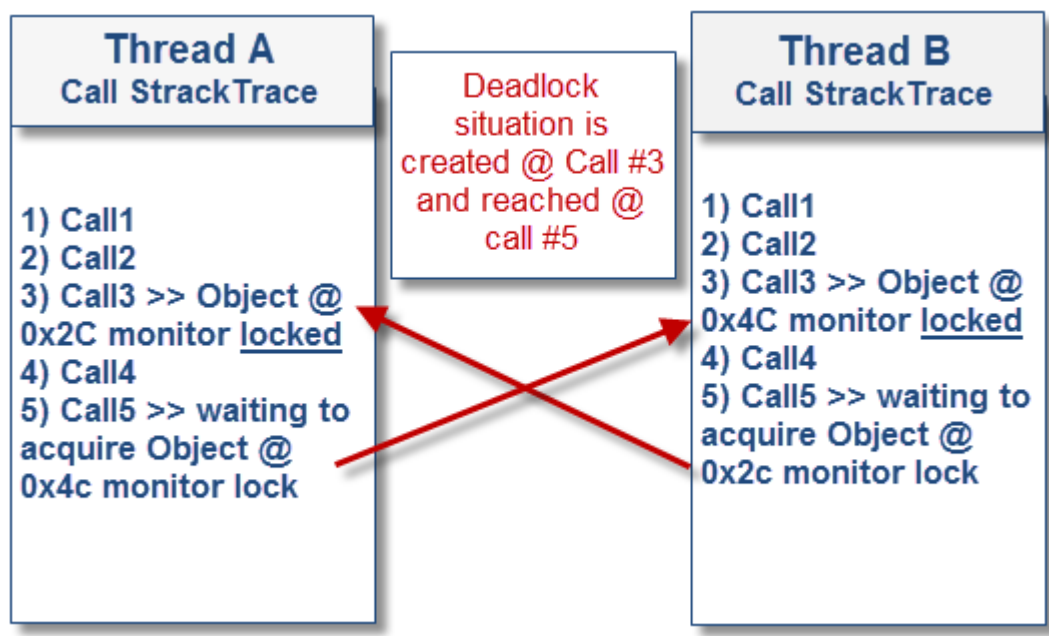 Thread A
Call StrackTrace
1) Call1
2) Call2
3) Call3 >> Object @
0x2C monitor locked
4) Call4
5) Call5 >> waiting to
acquire Object @
0x4c monitor lock
Deadlock
situation is
created @ Call #3
and reached @
call #5
Thread B
Call StrackTrace
1) Call1
2) Call2
3) Call3 >> Object @
0x4C monitor locked
4) Call4
5) Call5 >> waiting to
acquire Object @
0x2c monitor lock